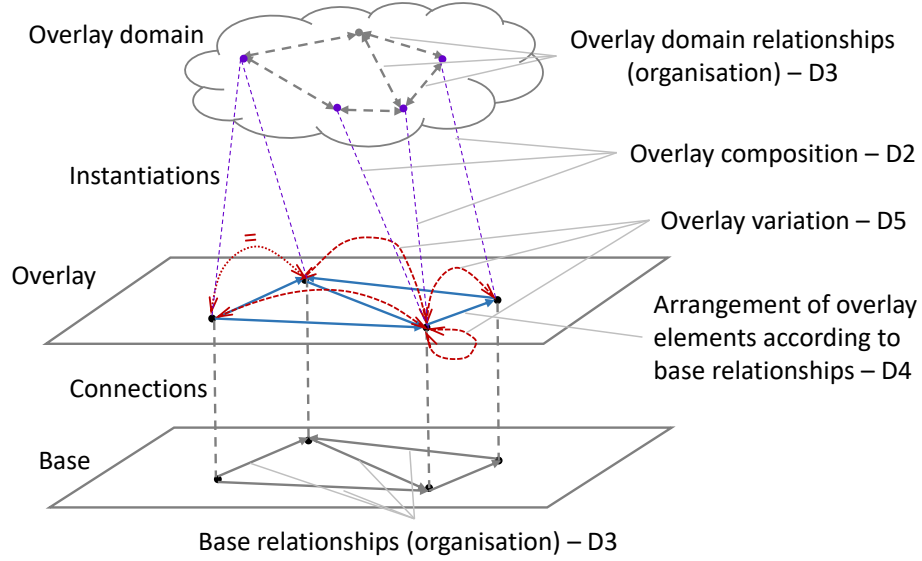 Overlay domain
Overlay domain relationships
(organisation) – D3
Overlay composition – D2
Instantiations
Overlay variation – D5
=
Overlay
Arrangement of overlay
elements according to
base relationships – D4
Connections
Base
Base relationships (organisation) – D3